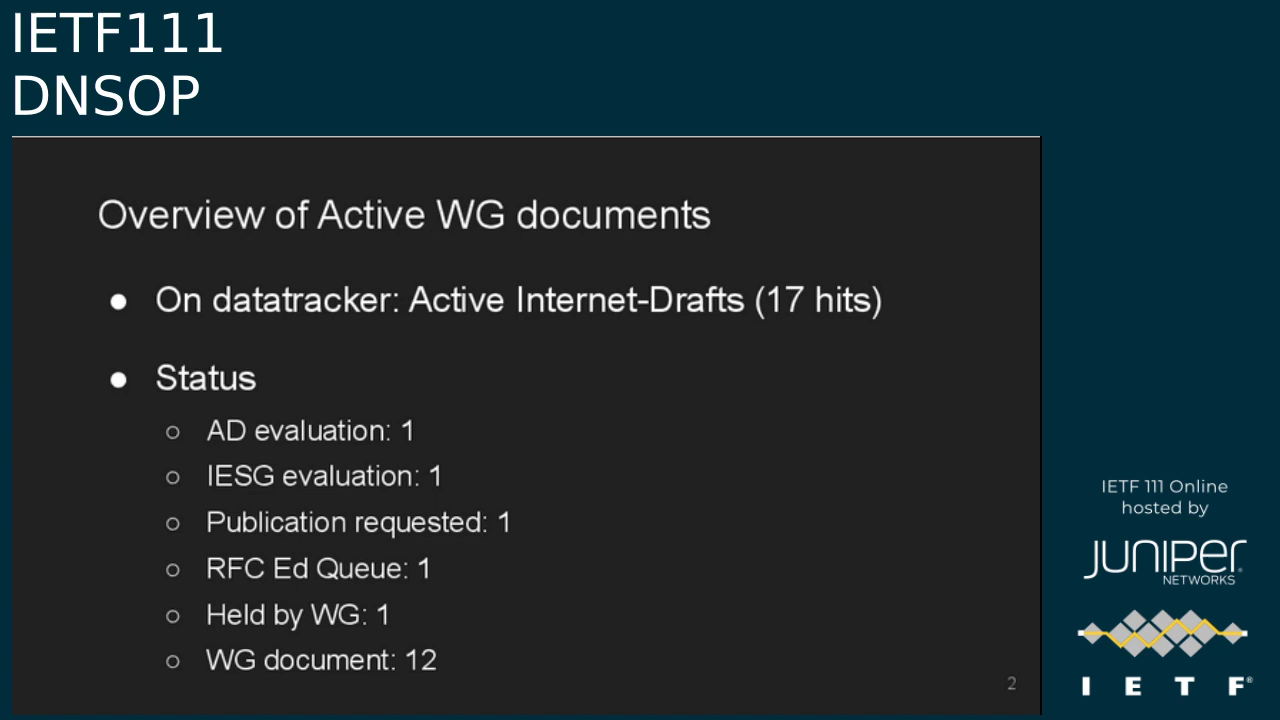 IETF111
DNSOP
Overview of Active WG documents
● On datatracker: Active Internet-Drafts (17 hits)
● Status
○ AD evaluation: 1
○ IESG evaluation: 1
○ Publication requested: 1
○ RFC Ed Queue: 1
○ Held by WG: 1
○ WG document: 12
2
IETF 111 Online
hosted by
JUNIPER
NETWORKS
I E T F®